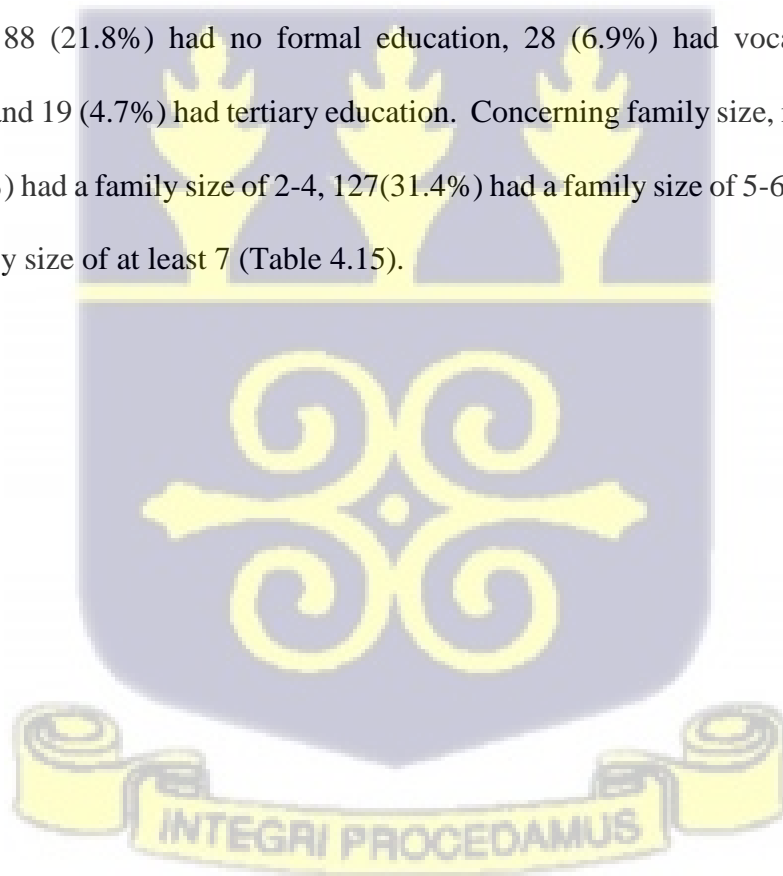 88 (21.8%) had no formal education, 28 (6.9%) had voca
and 19 (4.7%) had tertiary education. Concerning family size,
%) had a family size of 2-4, 127(31.4%) had a family size of 5-6
y size of at least 7 (Table 4.15).
INTEGRI PROCEDAMUS